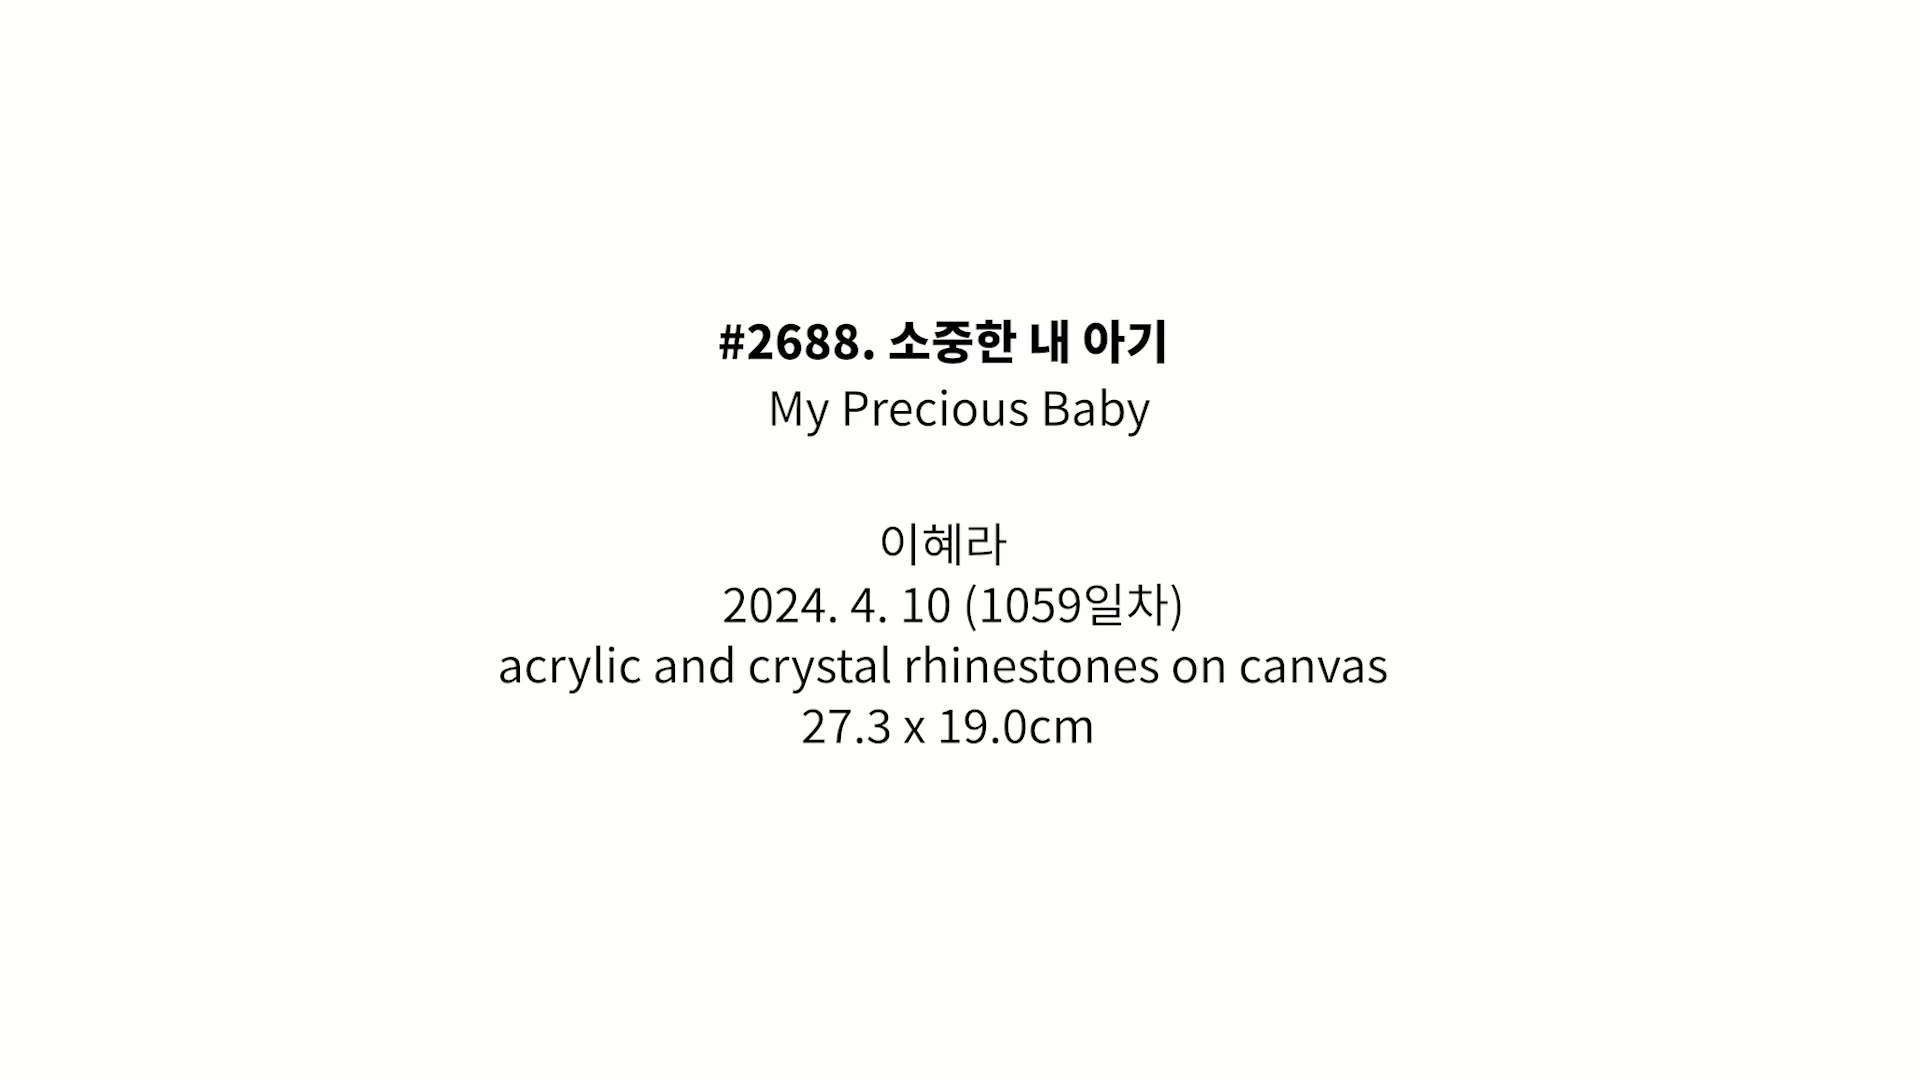 #2688. 소중한 내 아기
My Precious Baby
이혜라
2024. 4. 10 (1059일차)
acrylic and crystal rhinestones on canvas
27.3 x 19.0cm